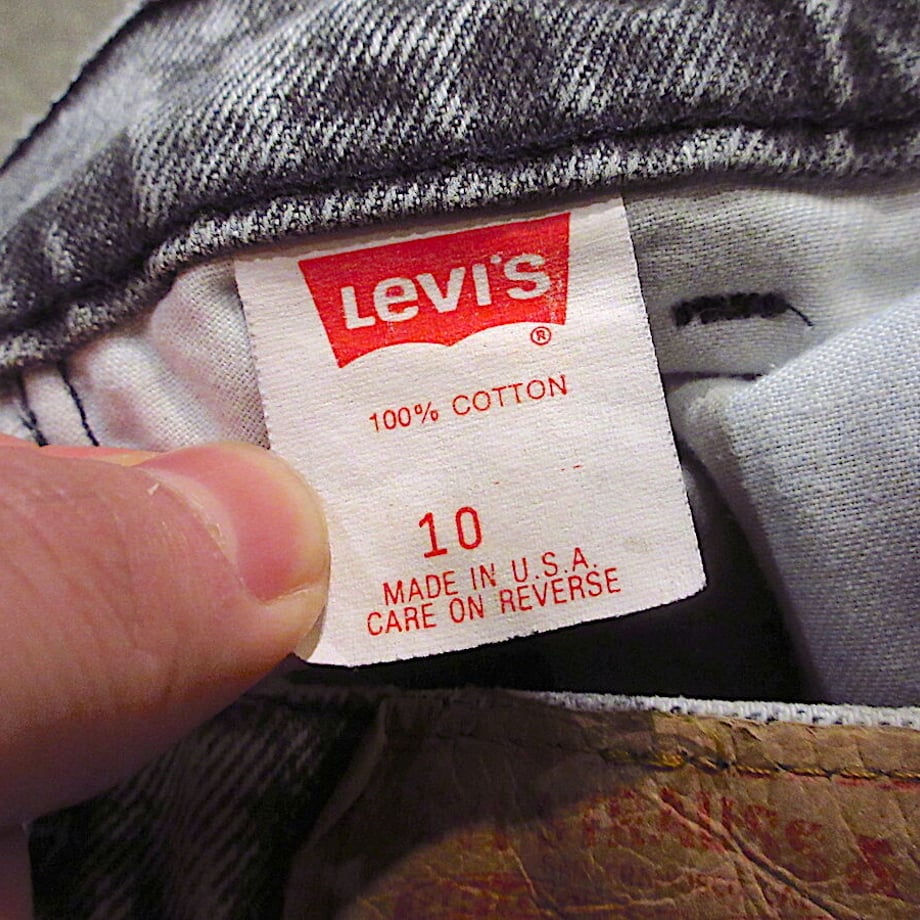 LEVI'S
®
100% COTTON
10
MADE IN U.S.A.
CARE ON REVERSE